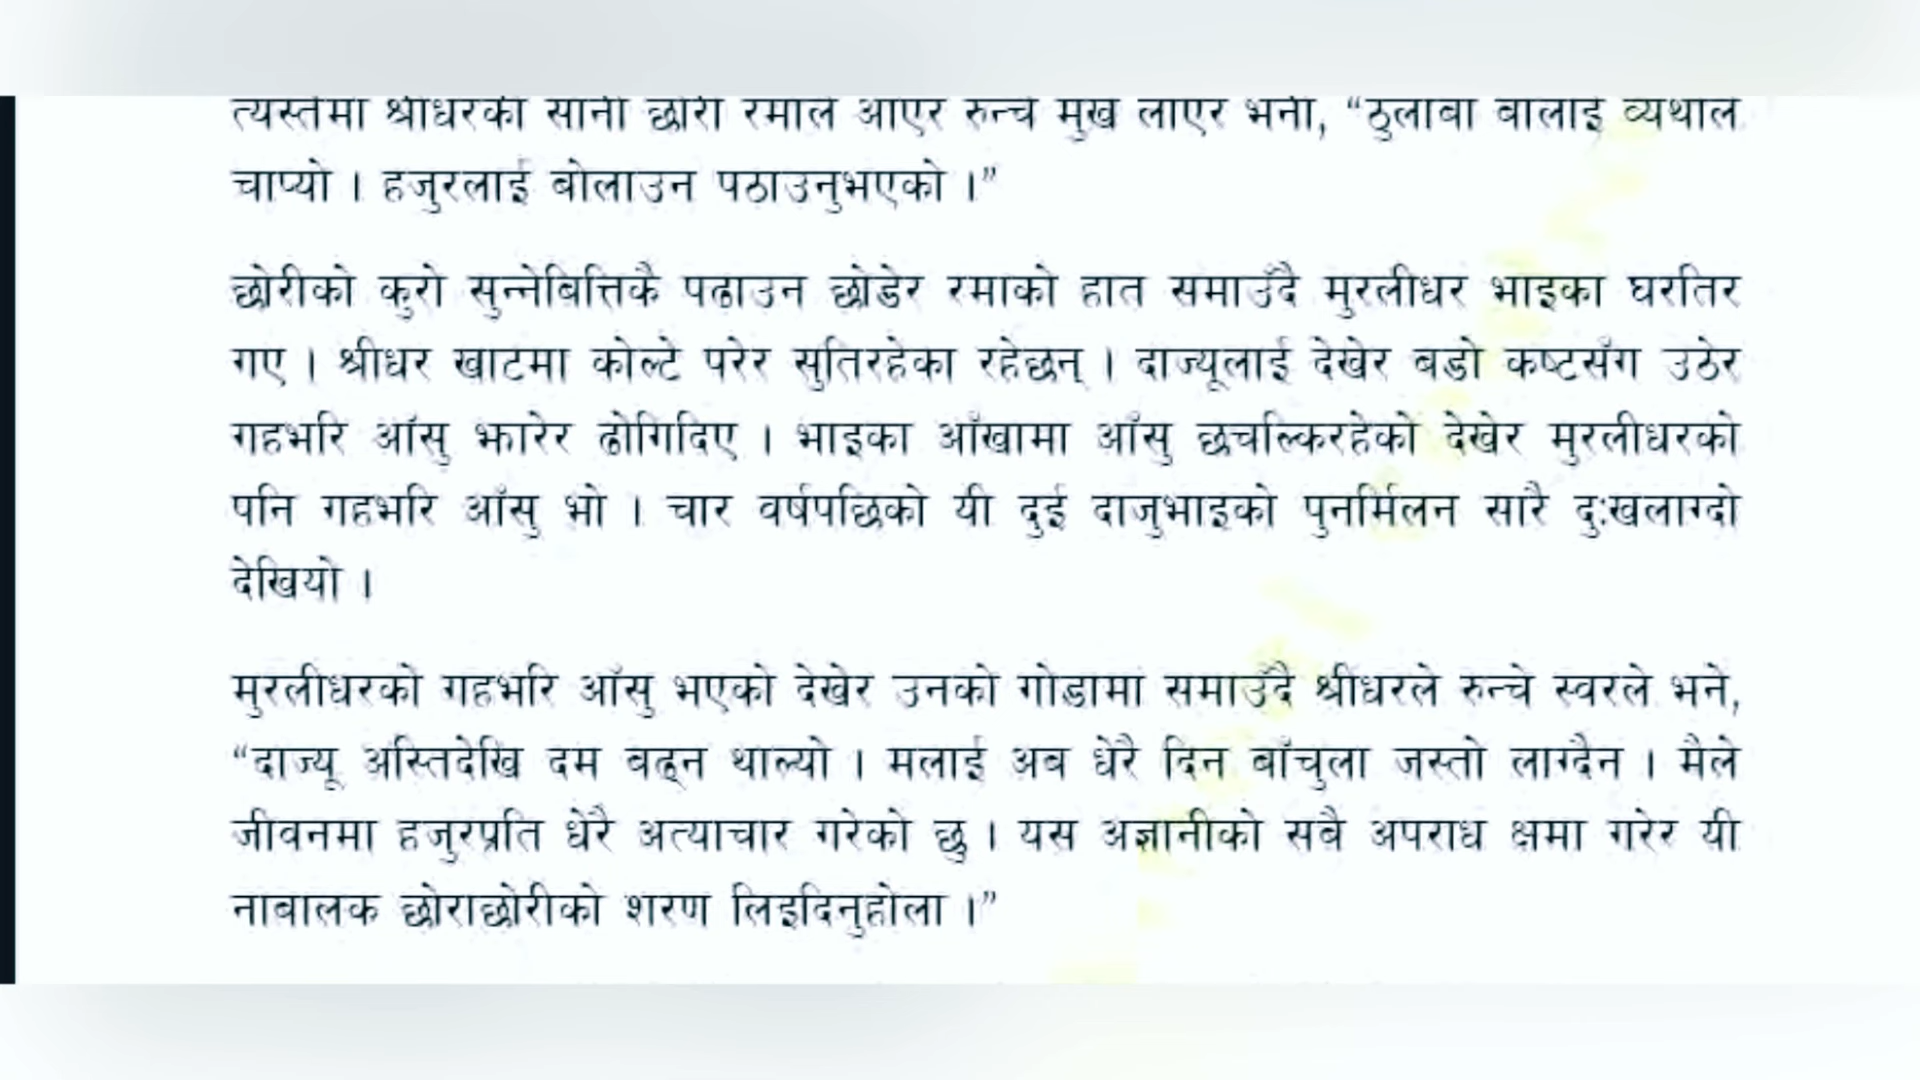 त्यस्तैमा श्रीधरकी सानी छोरी रमाले आएर रुन्चे मुख लाएर भनी, “ठुलाबा बालाई व्यथाले
चाप्यो । हजुरलाई बोलाउन पठाउनुभएको ।”
छोरीको कुरो सुन्नेबित्तिकै पढाउन छोडेर रमाको हात समाउँदै मुरलीधर भाइका घरतिर
गए । श्रीधर खाटमा कोल्टे परेर सुतिरहेका रहेछन् । दाज्यूलाई देखेर बडो कष्टसँग उठेर
गहभरि आँसु झारेर ढोगिदिए । भाइका आँखामा आँसु छचल्किरहेको देखेर मुरलीधरको
पनि गहभरि आँसु भो । चार वर्षपछिको यी दुई दाजुभाइको पुनर्मिलन सारै दुःखलाग्दो
देखियो ।
मुरलीधरको गहभरि आँसु भएको देखेर उनको गोडामा समाउँदै श्रीधरले रुन्चे स्वरले भने,
“दाज्यू अस्तिदेखि दम बढ्न थाल्यो । मलाई अब धेरै दिन बाँचुला जस्तो लाग्दैन । मैले
जीवनमा हजुरप्रति धेरै अत्याचार गरेको छु । यस अज्ञानीको सबै अपराध क्षमा गरेर यी
नाबालक छोराछोरीको शरण लिइदिनुहोला ।”